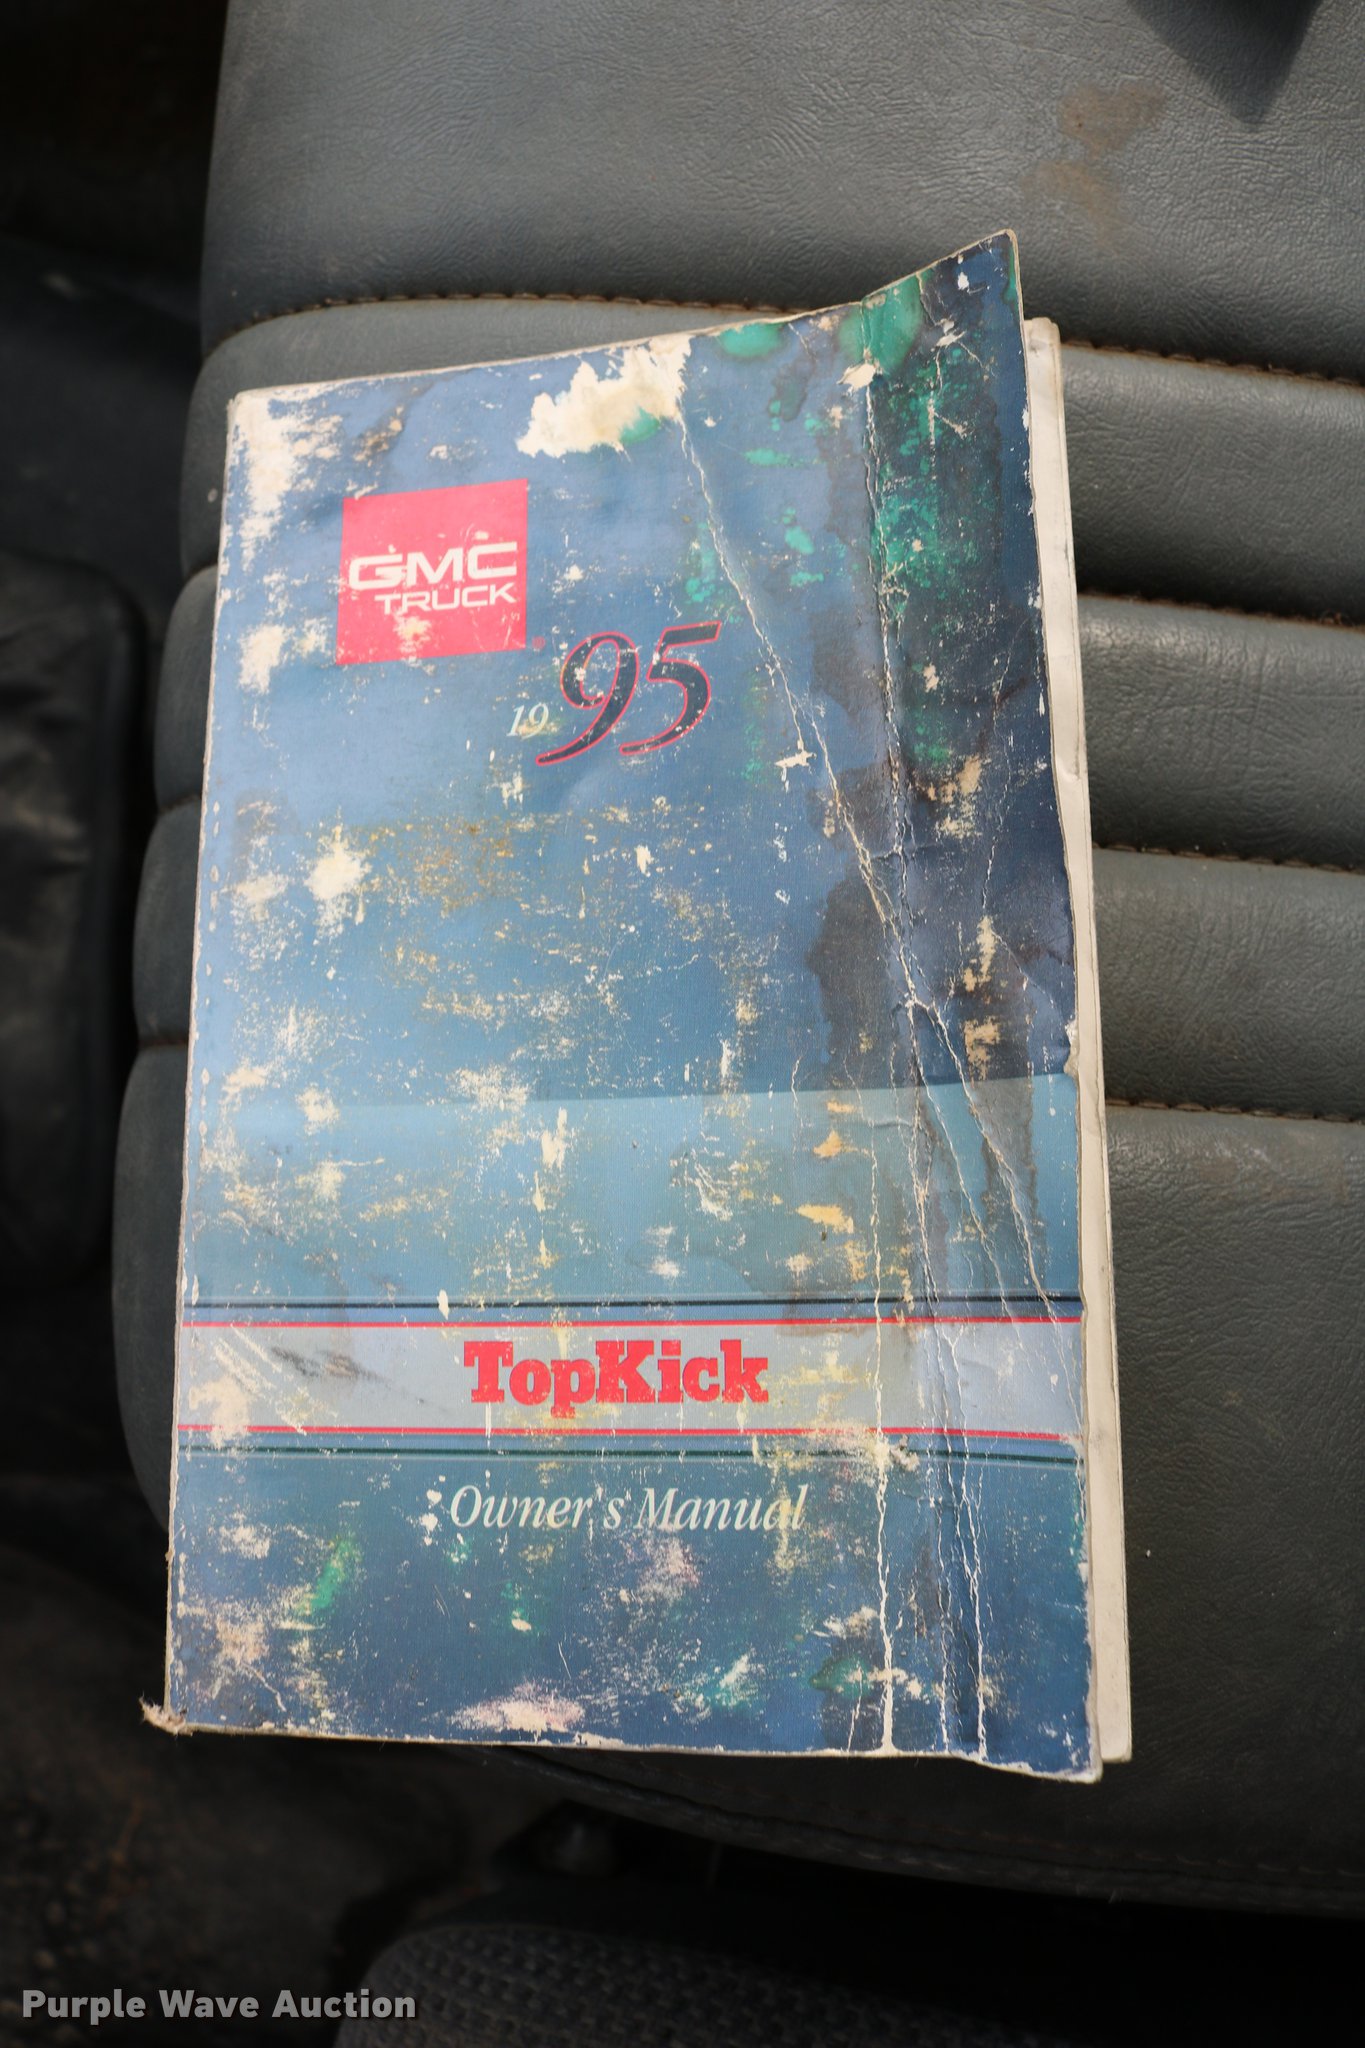 GMC
TRUCK
®
1995
TopKick
Owner's Manual
Purple Wave Auction